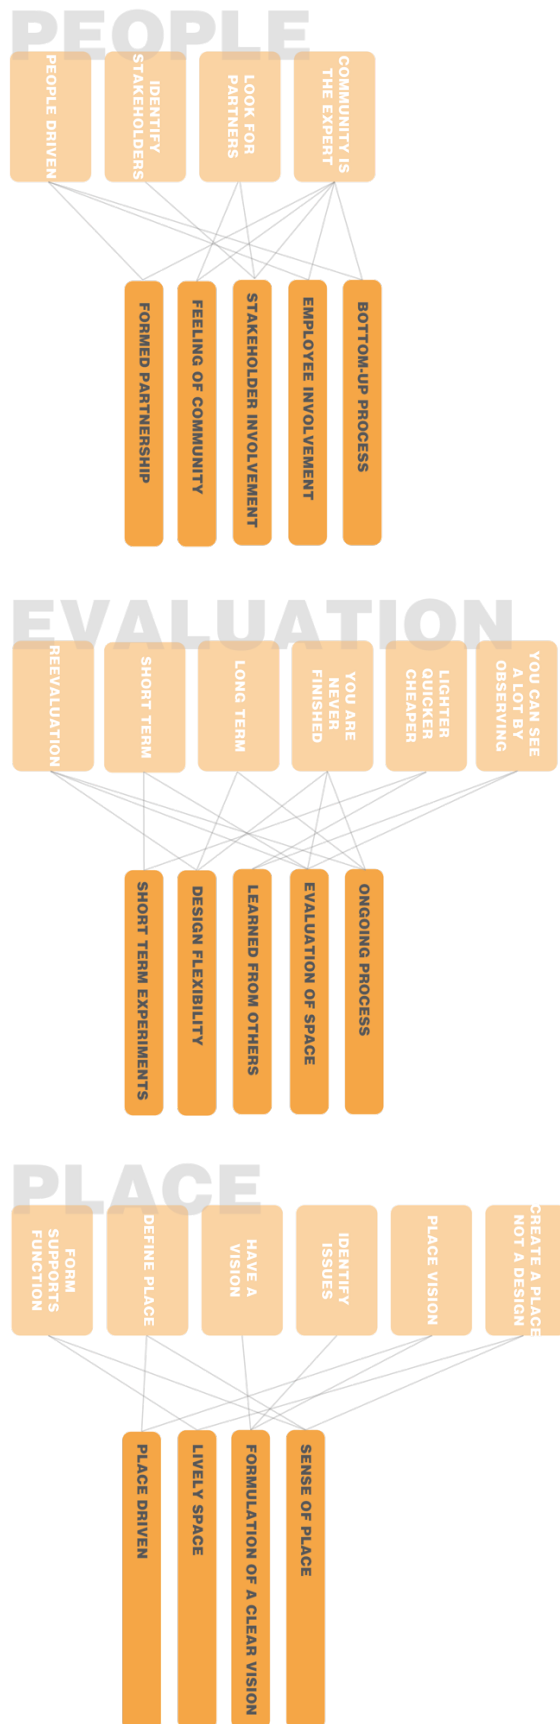 PEOPLE
PEOPLE DRIVEN
IDENTIFY
STAKEHOLDERS
LOOK FOR
PARTNERS
COMMUNITY IS
THE EXPERT
FORMED PARTNERSHIP
FEELING OF COMMUNITY
STAKEHOLDER INVOLVEMENT
EMPLOYEE INVOLVEMENT
BOTTOM-UP PROCESS
EVALUATION
REEVALUATION
SHORT TERM
LONG TERM
YOU ARE
NEVER
FINISHED
LIGHTER
QUICKER
CHEAPER
YOU CAN SEE
A LOT BY
OBSERVING
SHORT TERM EXPERIMENTS
DESIGN FLEXIBILITY
LEARNED FROM OTHERS
EVALUATION OF SPACE
ONGOING PROCESS
PLACE
FORM
SUPPORTS
FUNCTION
DEFINE PLACE
HAVE A
VISION
IDENTIFY
ISSUES
PLACE VISION
CREATE A PLACE
NOT A DESIGN
PLACE DRIVEN
LIVELY SPACE
FORMULATION OF A CLEAR VISION
SENSE OF PLACE